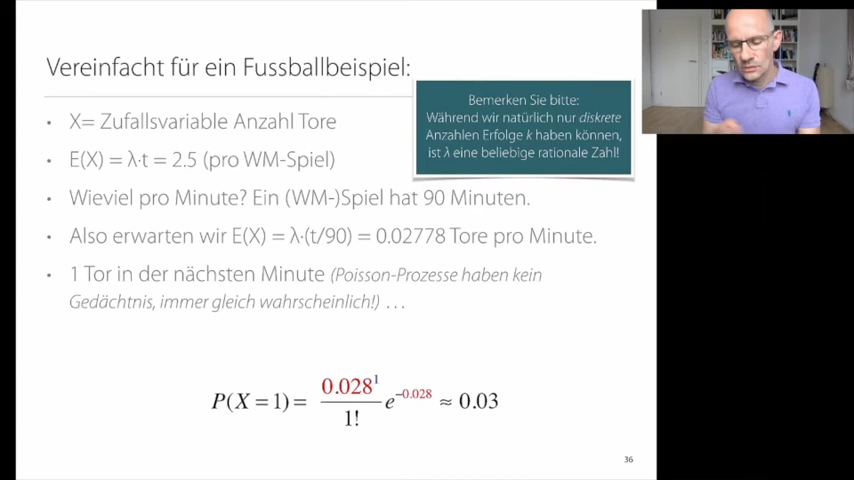 Vereinfacht für ein Fussballbeispiel:
Bemerken Sie bitte:
Während wir natürlich nur diskrete
Anzahlen Erfolge k haben können,
ist λ eine beliebige rationale Zahl!
• X= Zufallsvariable Anzahl Tore
• E(X) = λ·t = 2.5 (pro WM-Spiel)
• Wieviel pro Minute? Ein (WM-)Spiel hat 90 Minuten.
• Also erwarten wir E(X) = λ·(t/90) = 0.02778 Tore pro Minute.
• 1 Tor in der nächsten Minute (Poisson-Prozesse haben kein
Gedächtnis, immer gleich wahrscheinlich!) …
P(X = 1) = 0.028¹ / 1! e^−0.028 ≈ 0.03
36